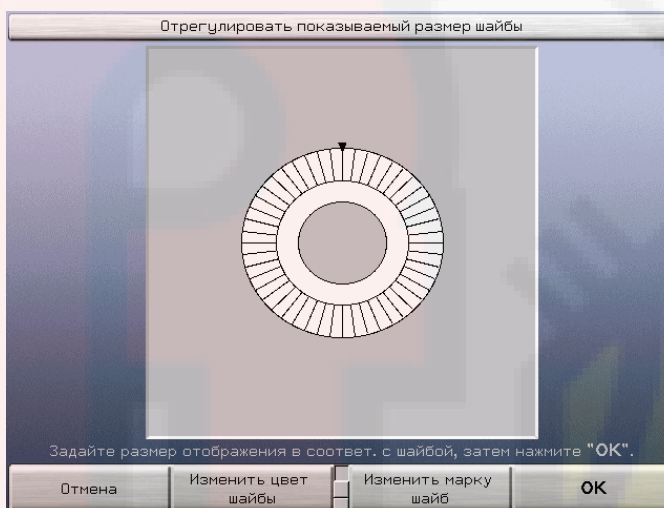 Отрегулировать показываемый размер шайбы
Задайте размер отображения в соответ. с шайбой, затем нажмите "OK".
Отмена
Изменить цвет
шайбы
Изменить марку
шайб
OK